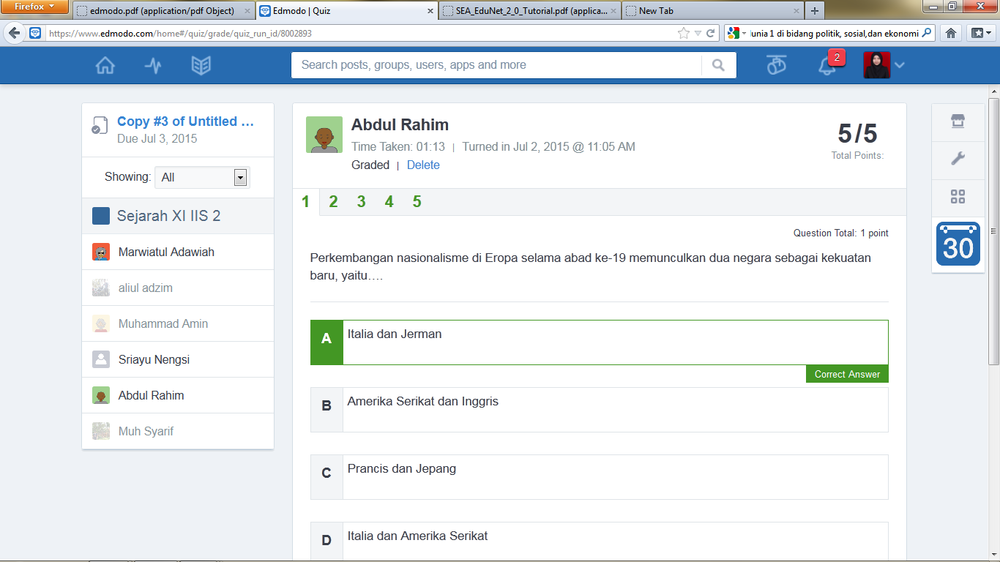 Firefox
edmodo.pdf (application/pdf Object)
Edmodo | Quiz
SEA_EduNet_2_0_Tutorial.pdf (applica...
New Tab
https://www.edmodo.com/home#/quiz/grade/quiz_run_id/8002893
unia 1 di bidang politik, sosial,dan ekonomi
Search posts, groups, users, apps and more
2
Copy #3 of Untitled ...
Due Jul 3, 2015
Showing: All
Sejarah XI IIS 2
Marwiatul Adawiah
aliul adzim
Muhammad Amin
Sriayu Nengsi
Abdul Rahim
Muh Syarif
Abdul Rahim
Time Taken: 01:13 | Turned in Jul 2, 2015 @ 11:05 AM
Graded | Delete
5/5
Total Points:
1 2 3 4 5
Question Total: 1 point
Perkembangan nasionalisme di Eropa selama abad ke-19 memunculkan dua negara sebagai kekuatan
baru, yaitu….
A Italia dan Jerman
Correct Answer
B Amerika Serikat dan Inggris
C Prancis dan Jepang
D Italia dan Amerika Serikat
30